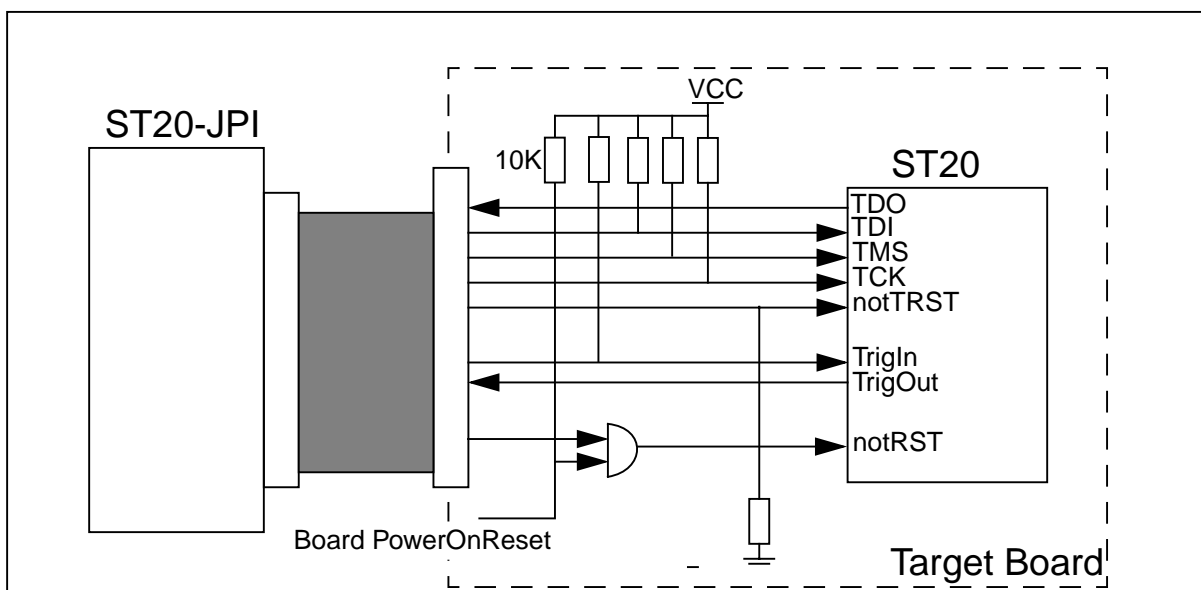 VCC
ST20-JPI
10K
ST20
TDO
TDI
TMS
TCK
notTRST
TrigIn
TrigOut
notRST
Board PowerOnReset
Target Board